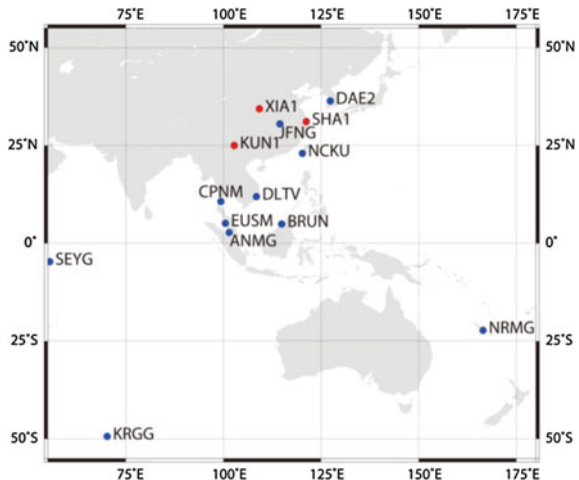 75°E 100°E 125°E 150°E 175°E
50°N 50°N
XIA1 DAE2
SHA1
JFNG
25°N KUN1 25°N
NCKU
CPNM DLTV
EUSM BRUN
0° ANMG 0°
SEYG
NRMG
25°S 25°S
KRGG
50°S 50°S
75°E 100°E 125°E 150°E 175°E